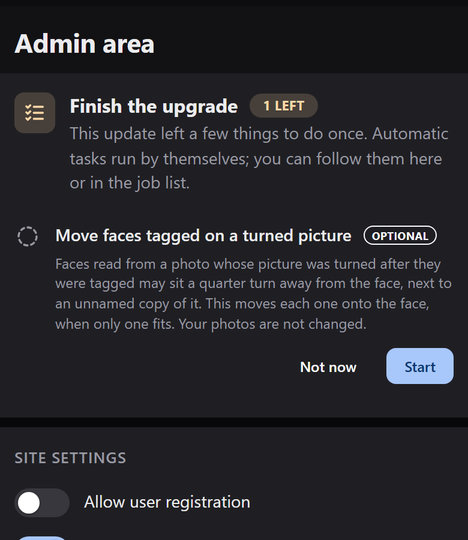 Admin area
Finish the upgrade
1 LEFT
This update left a few things to do once. Automatic
tasks run by themselves; you can follow them here
or in the job list.
Move faces tagged on a turned picture
OPTIONAL
Faces read from a photo whose picture was turned after they
were tagged may sit a quarter turn away from the face, next to
an unnamed copy of it. This moves each one onto the face,
when only one fits. Your photos are not changed.
Not now
Start
SITE SETTINGS
Allow user registration